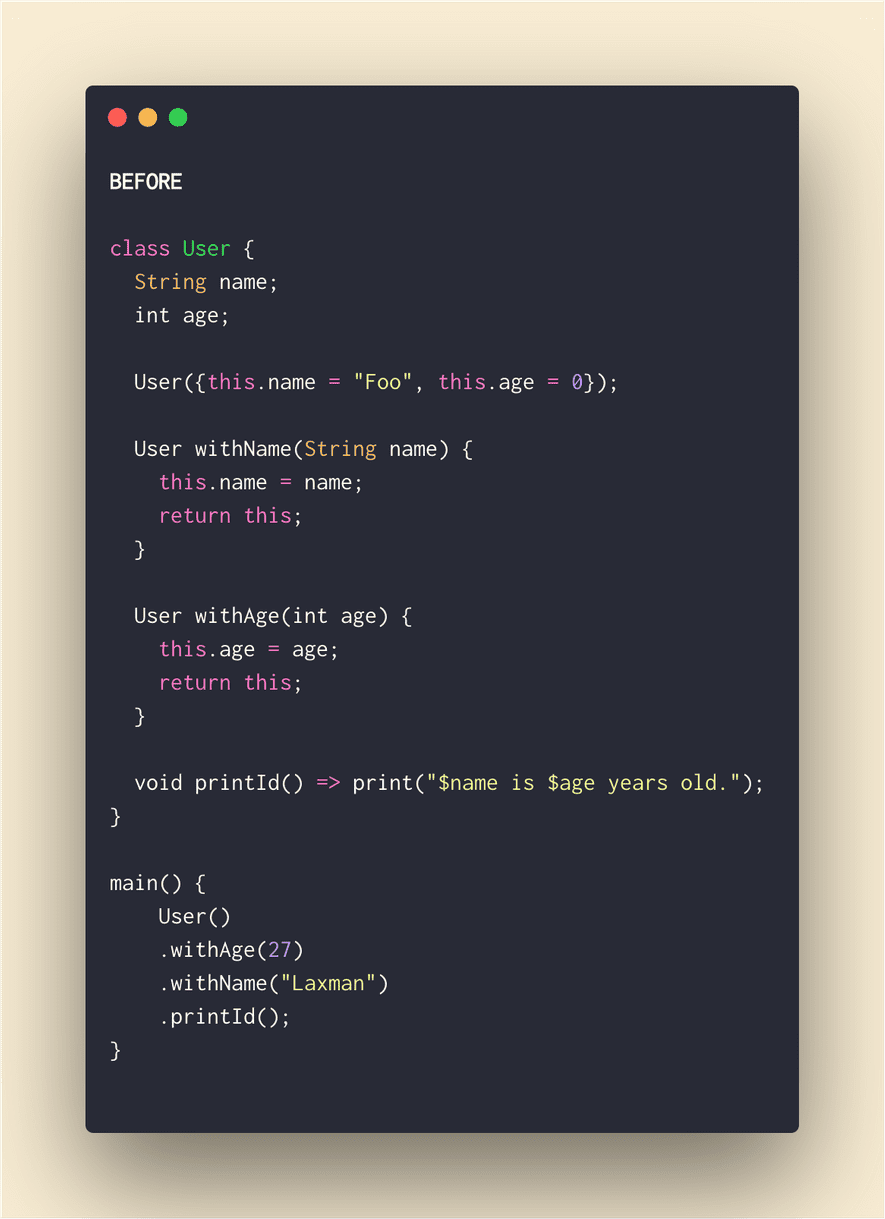 BEFORE
class User {
  String name;
  int age;
  User({this.name = "Foo", this.age = 0});
  User withName(String name) {
    this.name = name;
    return this;
  }
  User withAge(int age) {
    this.age = age;
    return this;
  }
  void printId() => print("$name is $age years old.");
}
main() {
    User()
    .withAge(27)
    .withName("Laxman")
    .printId();
}